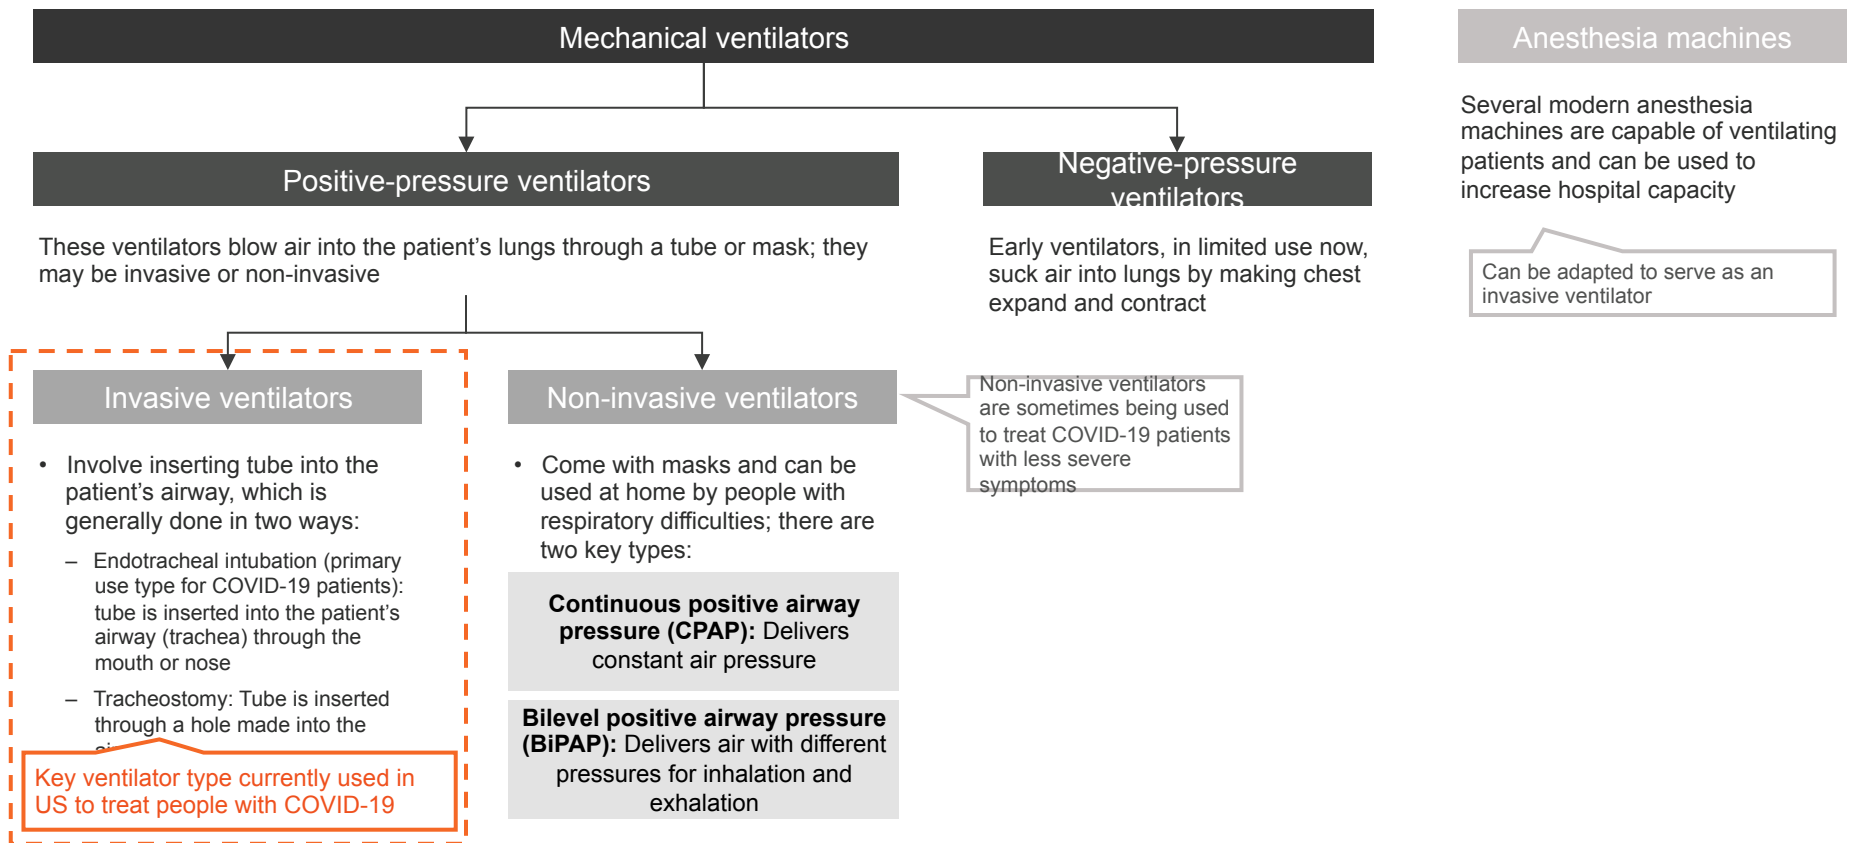 Mechanical ventilators
Anesthesia machines
Several modern anesthesia
machines are capable of ventilating
patients and can be used to
increase hospital capacity
Can be adapted to serve as an
invasive ventilator
Positive-pressure ventilators
These ventilators blow air into the patient’s lungs through a tube or mask; they
may be invasive or non-invasive
Negative-pressure
ventilators
Early ventilators, in limited use now,
suck air into lungs by making chest
expand and contract
Invasive ventilators
• Involve inserting tube into the
patient’s airway, which is
generally done in two ways:
– Endotracheal intubation (primary
use type for COVID-19 patients):
tube is inserted into the patient’s
airway (trachea) through the
mouth or nose
– Tracheostomy: Tube is inserted
through a hole made into the
Key ventilator type currently used in
US to treat people with COVID-19
Non-invasive ventilators
• Come with masks and can be
used at home by people with
respiratory difficulties; there are
two key types:
Continuous positive airway
pressure (CPAP): Delivers
constant air pressure
Bilevel positive airway pressure
(BiPAP): Delivers air with different
pressures for inhalation and
exhalation
Non-invasive ventilators
are sometimes being used
to treat COVID-19 patients
with less severe
symptoms